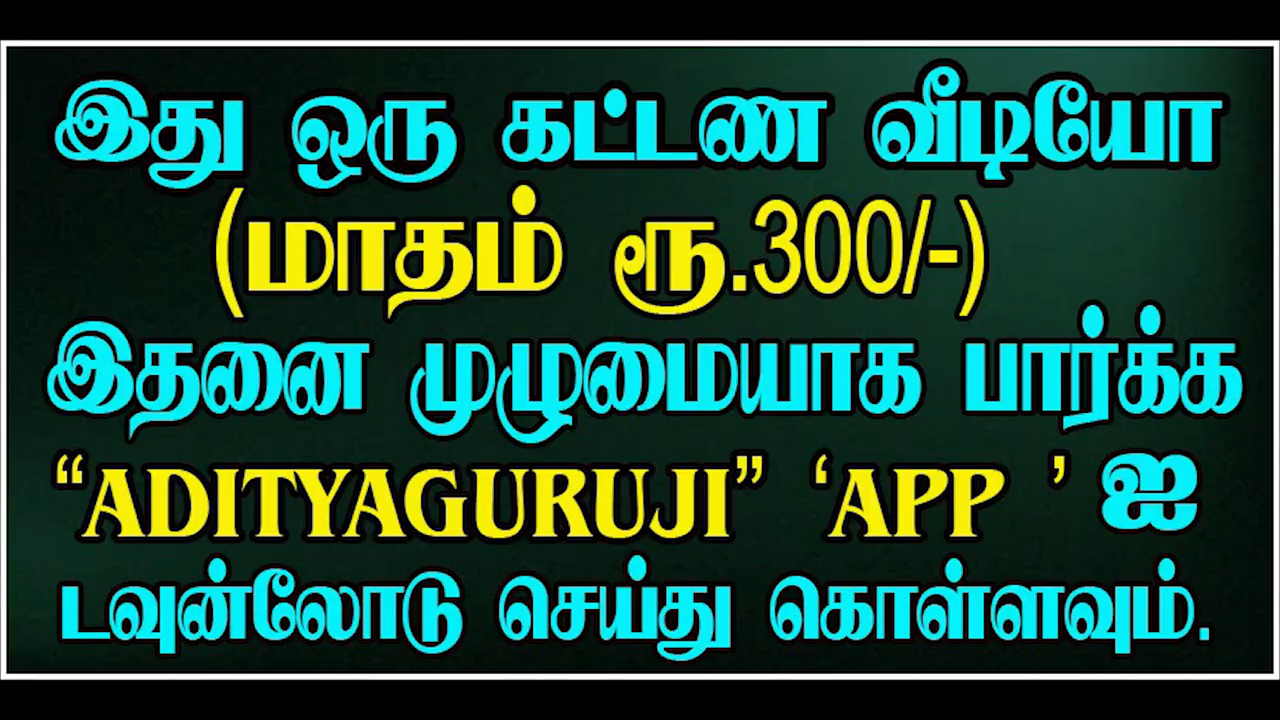 இது ஒரு கட்டண வீடியோ
(மாதம் ரூ.300/-)
இதனை முழுமையாக பார்க்க
“ADITYAGURUJI” ‘APP ’ ஐ
டவுன்லோடு செய்து கொள்ளவும்.